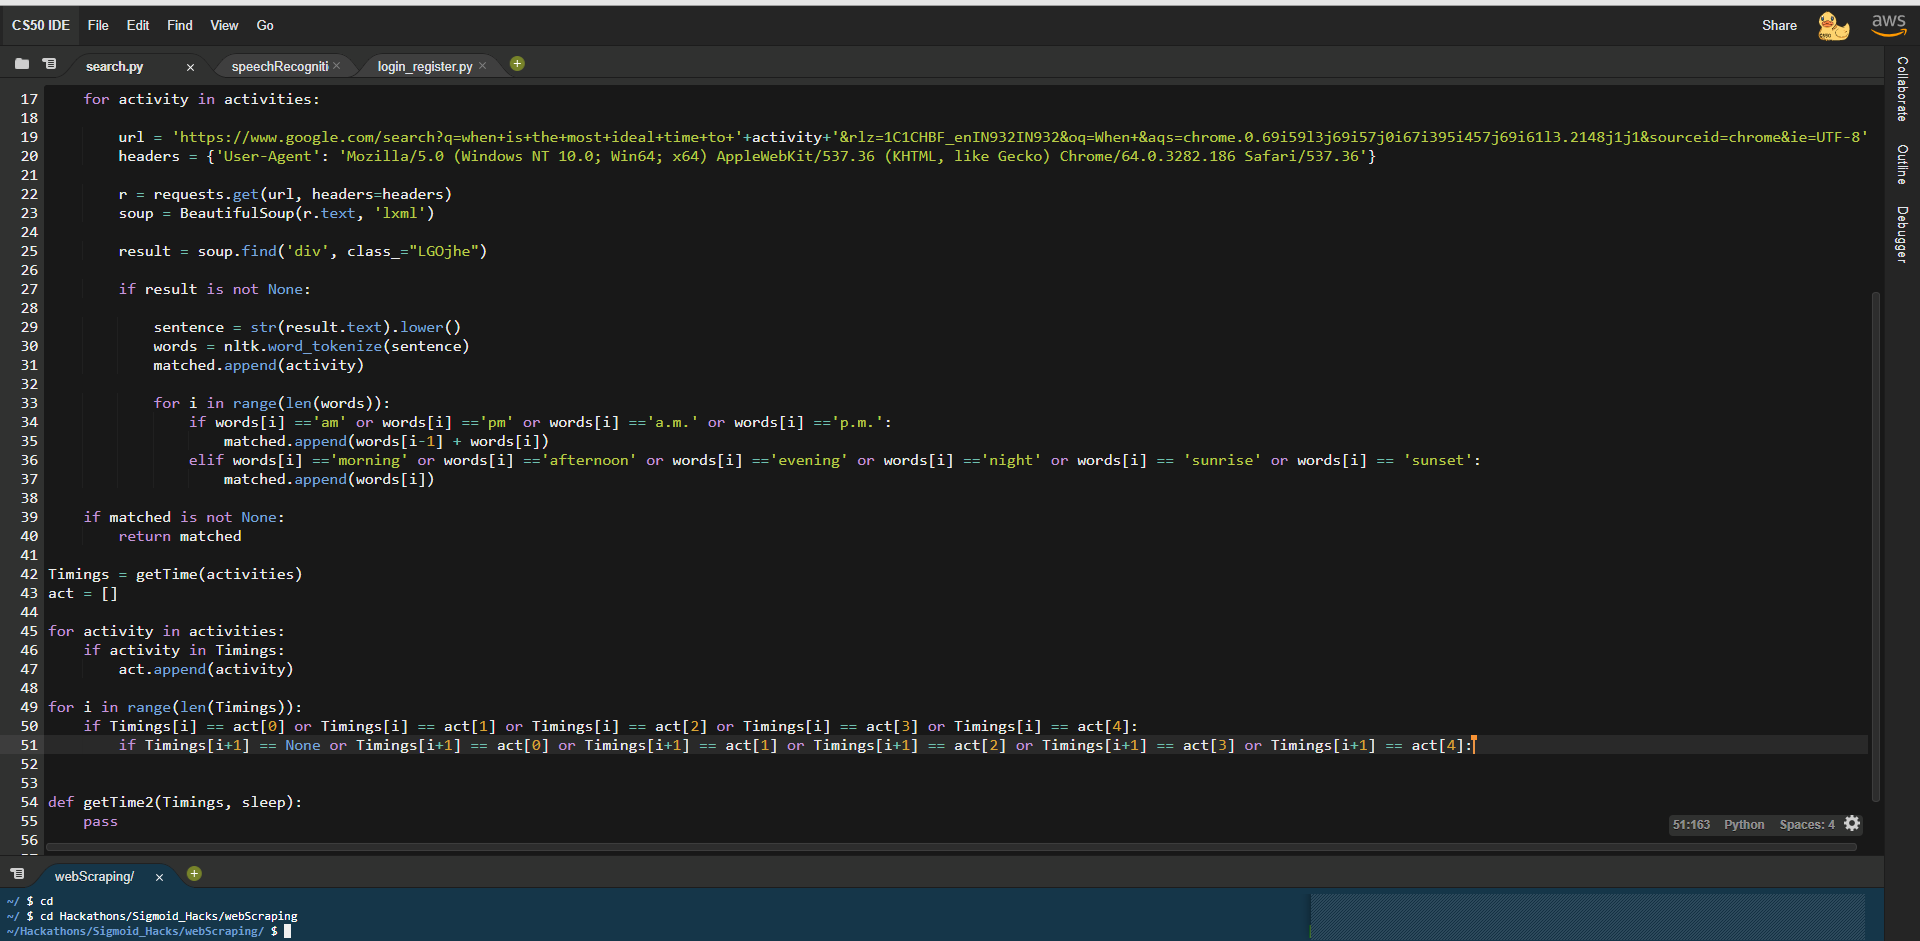 CS50 IDE File Edit Find View Go Share aws
search.py × speechRecogniti × login_register.py × +
Collaborate
Outline
Debugger
17     for activity in activities:
18
19         url = 'https://www.google.com/search?q=when+is+the+most+ideal+time+to+'+activity+'&rlz=1C1CHBF_enIN932IN932&oq=When+&aqs=chrome.0.69i59l3j69i57j0i67i395i457j69i61l3.2148j1j1&sourceid=chrome&ie=UTF-8'
20         headers = {'User-Agent': 'Mozilla/5.0 (Windows NT 10.0; Win64; x64) AppleWebKit/537.36 (KHTML, like Gecko) Chrome/64.0.3282.186 Safari/537.36'}
21
22         r = requests.get(url, headers=headers)
23         soup = BeautifulSoup(r.text, 'lxml')
24
25         result = soup.find('div', class_="LGOjhe")
26
27         if result is not None:
28
29             sentence = str(result.text).lower()
30             words = nltk.word_tokenize(sentence)
31             matched.append(activity)
32
33             for i in range(len(words)):
34                 if words[i] =='am' or words[i] =='pm' or words[i] =='a.m.' or words[i] =='p.m.':
35                     matched.append(words[i-1] + words[i])
36                 elif words[i] =='morning' or words[i] =='afternoon' or words[i] =='evening' or words[i] =='night' or words[i] == 'sunrise' or words[i] == 'sunset':
37                     matched.append(words[i])
38
39     if matched is not None:
40         return matched
41
42 Timings = getTime(activities)
43 act = []
44
45 for activity in activities:
46     if activity in Timings:
47         act.append(activity)
48
49 for i in range(len(Timings)):
50     if Timings[i] == act[0] or Timings[i] == act[1] or Timings[i] == act[2] or Timings[i] == act[3] or Timings[i] == act[4]:
51         if Timings[i+1] == None or Timings[i+1] == act[0] or Timings[i+1] == act[1] or Timings[i+1] == act[2] or Timings[i+1] == act[3] or Timings[i+1] == act[4]:
52
53
54 def getTime2(Timings, sleep):
55     pass
56
51:163 Python Spaces: 4
webScraping/ × +
~/ $ cd
~/ $ cd Hackathons/Sigmoid_Hacks/webScraping
~/Hackathons/Sigmoid_Hacks/webScraping/ $